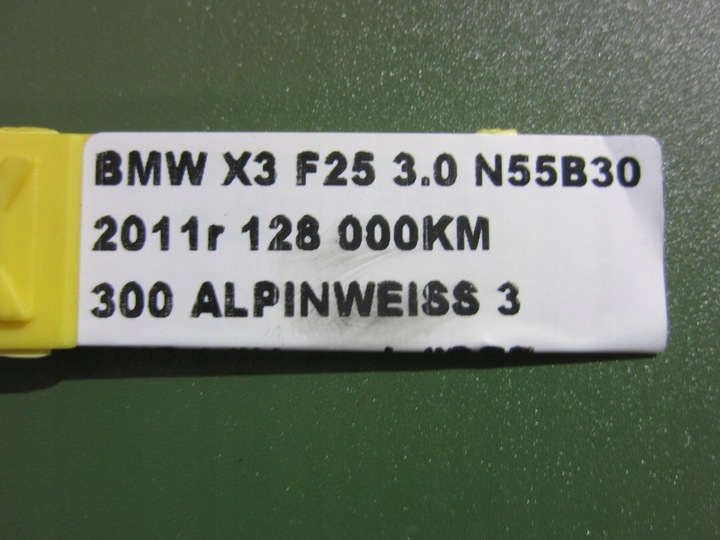 BMW X3 F25 3.0 N55B30
2011r 128 000KM
300 ALPINWEISS 3